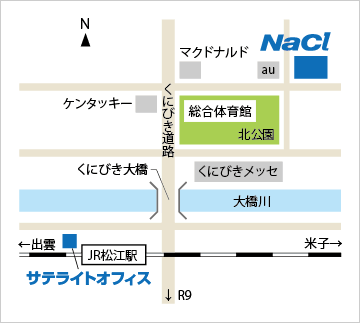 N
NaCl
マクドナルド
au
ケンタッキー
くにびき道路
総合体育館
北公園
くにびき大橋
くにびきメッセ
大橋川
←出雲
米子→
JR松江駅
サテライトオフィス
↓ R9